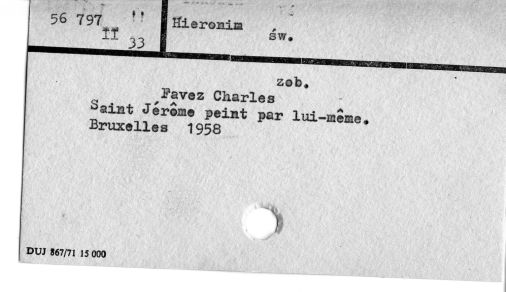 56 797 !!
II
33
Hieronim
św.
zob.
Favez Charles
Saint Jérôme peint par lui-même.
Bruxelles 1958
DUJ 867/71 15 000